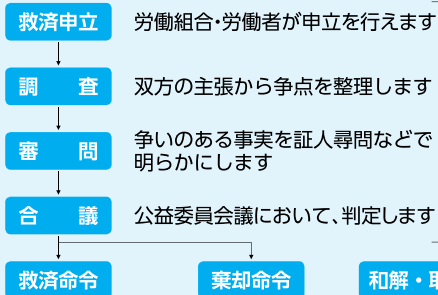 救済申立 労働組合・労働者が申立を行えます
調　査 双方の主張から争点を整理します
審　問 争いのある事実を証人尋問などで
明らかにします
合　議 公益委員会議において、判定します
救済命令 棄却命令 和解・